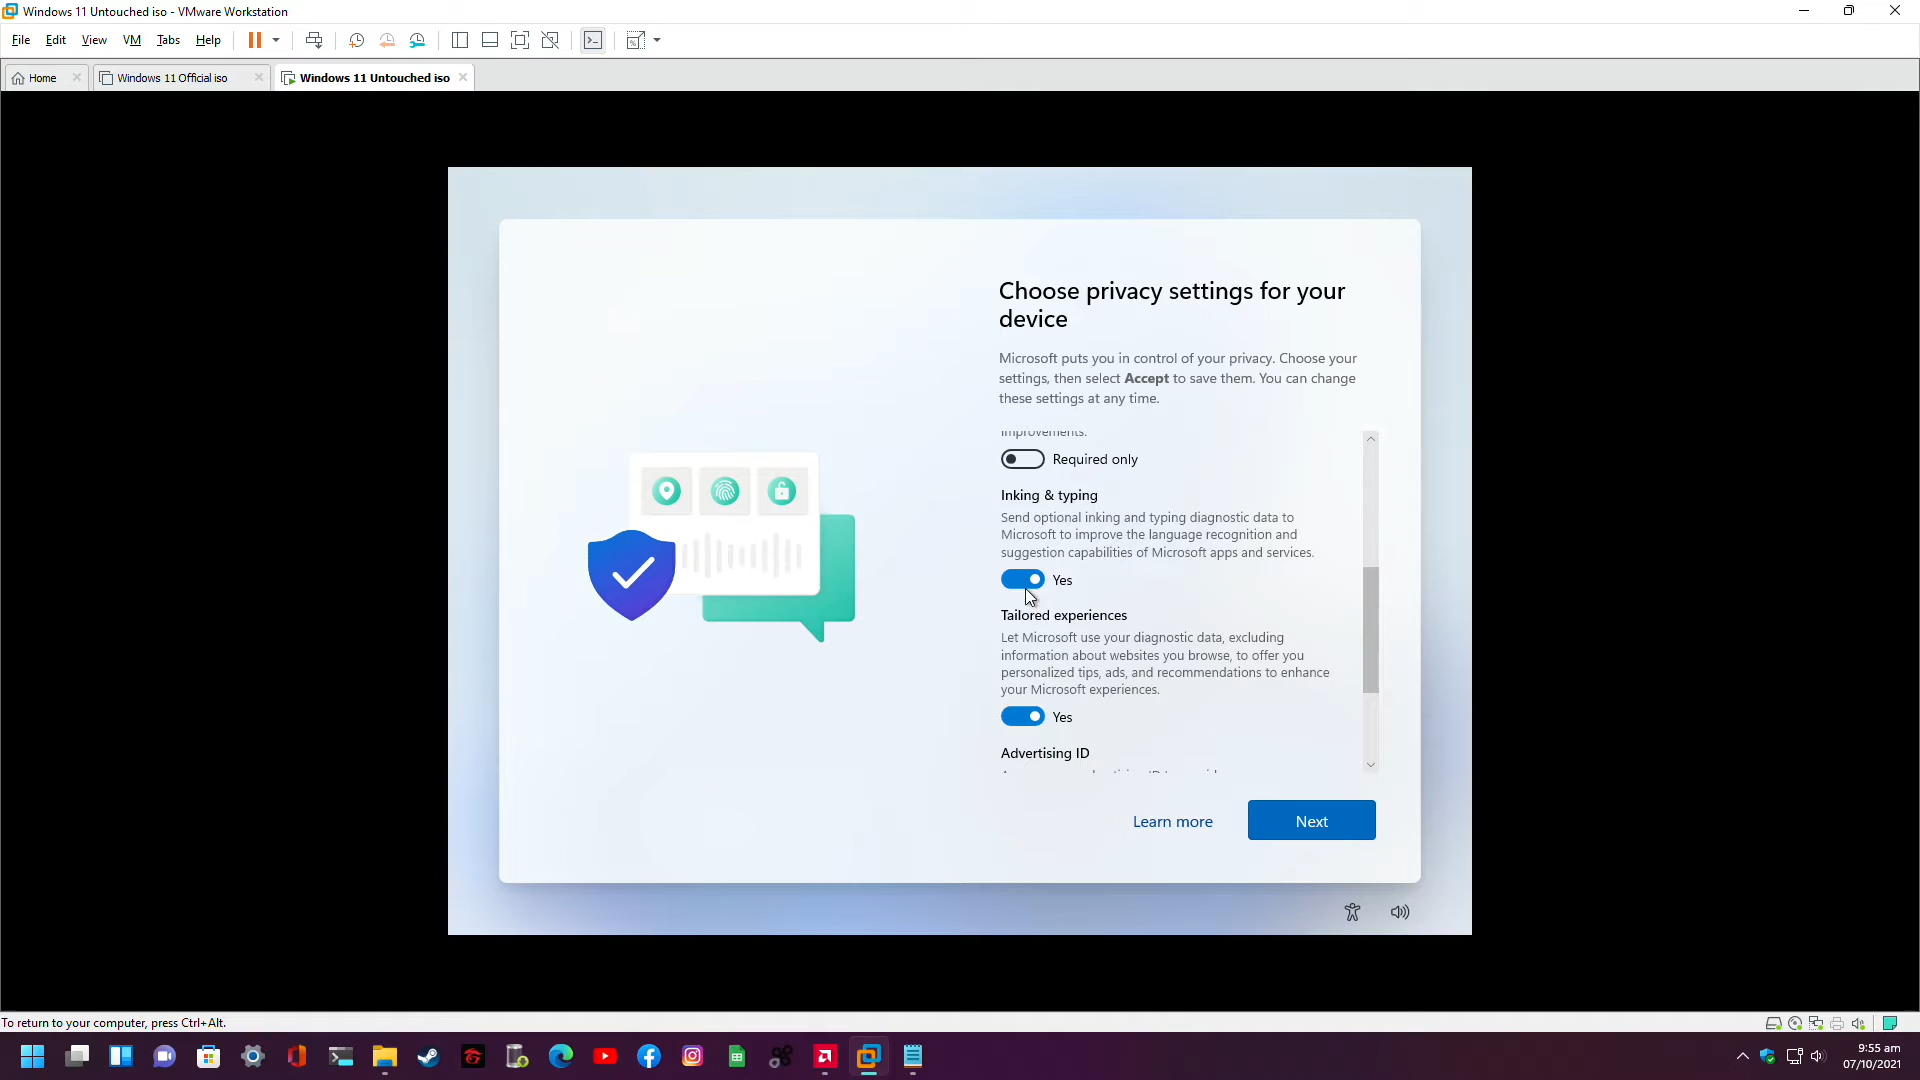 Windows 11 Untouched iso - VMware Workstation
File Edit View VM Tabs Help
Home Windows 11 Official iso Windows 11 Untouched iso
Choose privacy settings for your
device
Microsoft puts you in control of your privacy. Choose your
settings, then select Accept to save them. You can change
these settings at any time.
improvements.
Required only
Inking & typing
Send optional inking and typing diagnostic data to
Microsoft to improve the language recognition and
suggestion capabilities of Microsoft apps and services.
Yes
Tailored experiences
Let Microsoft use your diagnostic data, excluding
information about websites you browse, to offer you
personalized tips, ads, and recommendations to enhance
your Microsoft experiences.
Yes
Advertising ID
Learn more Next
To return to your computer, press Ctrl+Alt.
9:55 am
07/10/2021